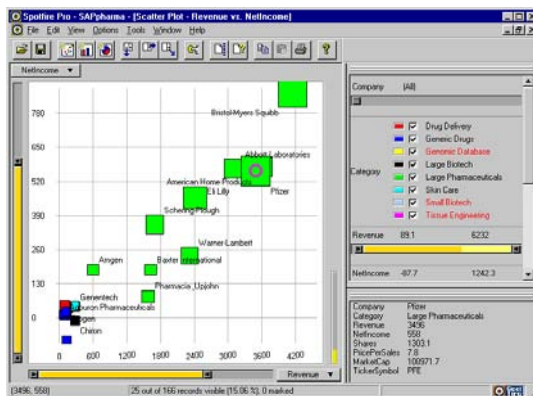 Spotfire Pro - SAPpharma - [Scatter Plot - Revenue vs. NetIncome]
File Edit View Options Tools Window Help
NetIncome
Bristol-Myers Squibb
780
650
Abbott Laboratories
520
American Home Products
Eli Lilly
Pfizer
390
Schering-Plough
260
Warner-Lambert
Amgen
Baxter International
130
Pharmacia_Upjohn
Genentech
Pharmaceuticals
0
Chiron
0 600 1200 1800 2400 3000 3600 4200
Revenue
(3496, 558)
25 out of 166 records visible (15.06 %), 0 marked
Company (All)
Category
Drug Delivery
Generic Drugs
Genomic Database
Large Biotech
Large Pharmaceuticals
Skin Care
Small Biotech
Tissue Engineering
Revenue 89.1 6232
NetIncome -87.7 1242.3
Company Pfizer
Category Large Pharmaceuticals
Revenue 3496
NetIncome 558
Shares 1303.1
PricePerSales 7.8
MarketCap 108971.7
TickerSymbol PFE